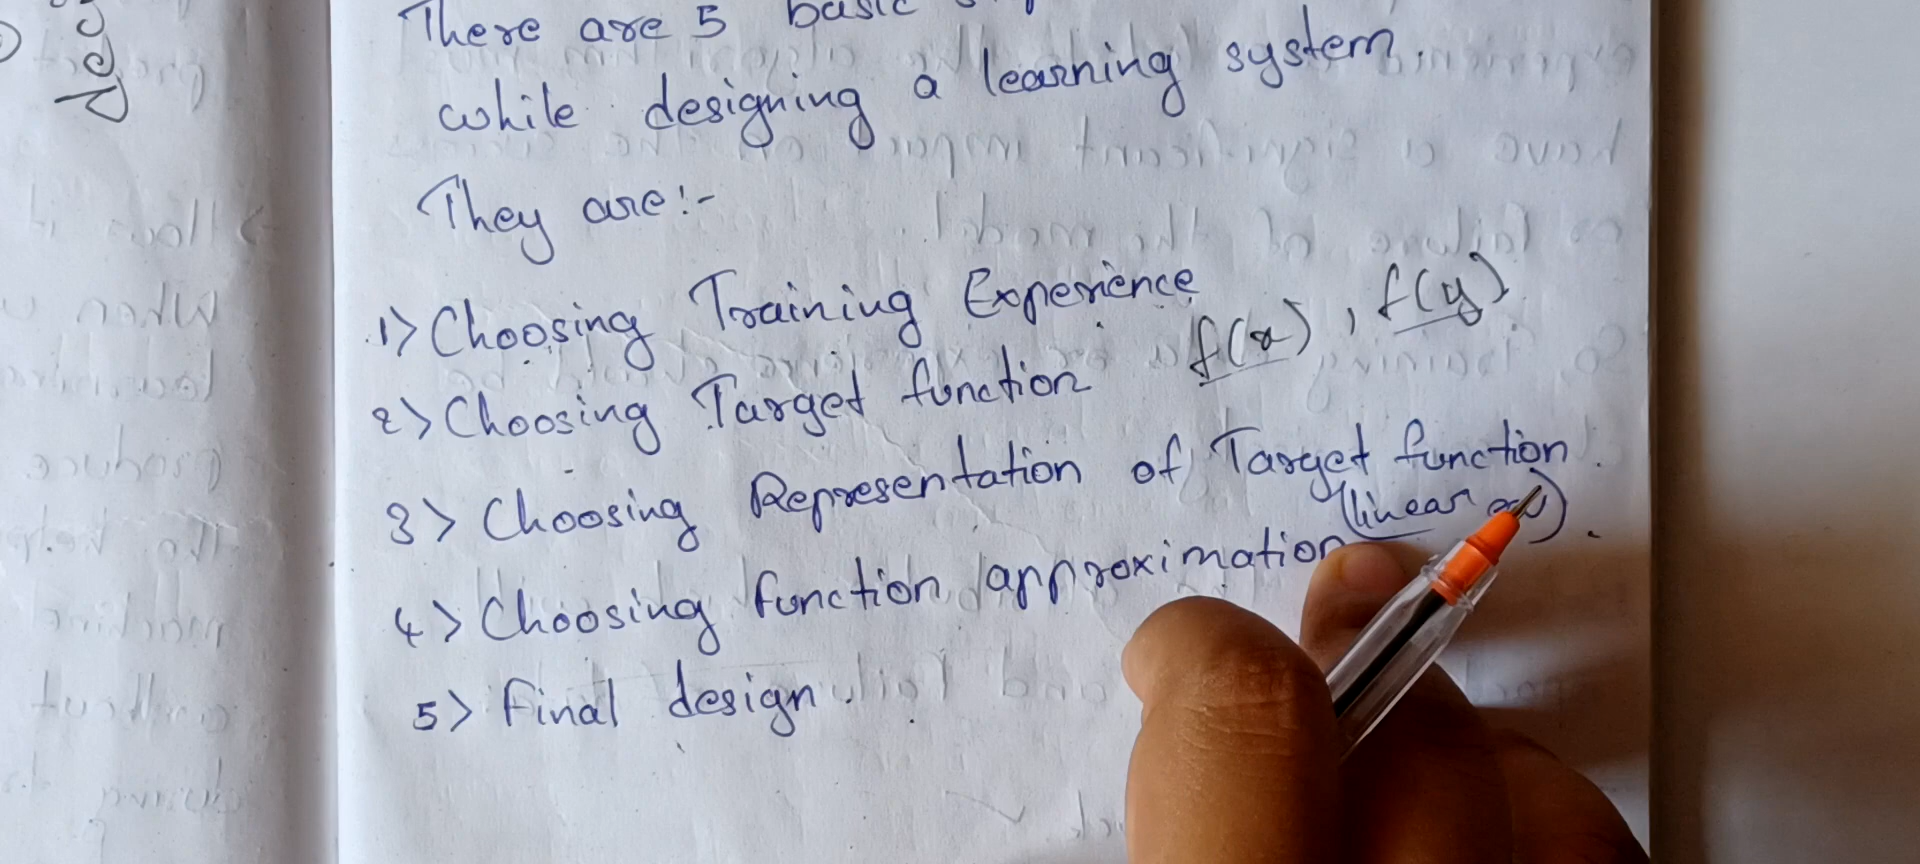 There are 5 basic
while designing a learning system.
They are:-
1> Choosing Training Experience
2> Choosing Target function f(x), f(y)
3> Choosing Representation of Target function.
(linear
4> Choosing function approximation
5> Final design.